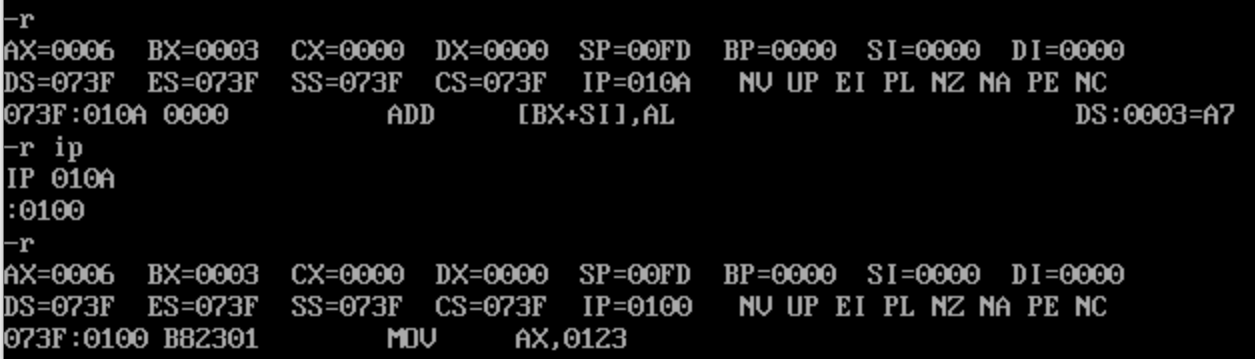 -r
AX=0006 BX=0003 CX=0000 DX=0000 SP=00FD BP=0000 SI=0000 DI=0000
DS=073F ES=073F SS=073F CS=073F IP=010A NV UP EI PL NZ NA PE NC
073F:010A 0000 ADD [BX+SI],AL DS:0003=A7
-r ip
IP 010A
:0100
-r
AX=0006 BX=0003 CX=0000 DX=0000 SP=00FD BP=0000 SI=0000 DI=0000
DS=073F ES=073F SS=073F CS=073F IP=0100 NV UP EI PL NZ NA PE NC
073F:0100 B82301 MOV AX,0123